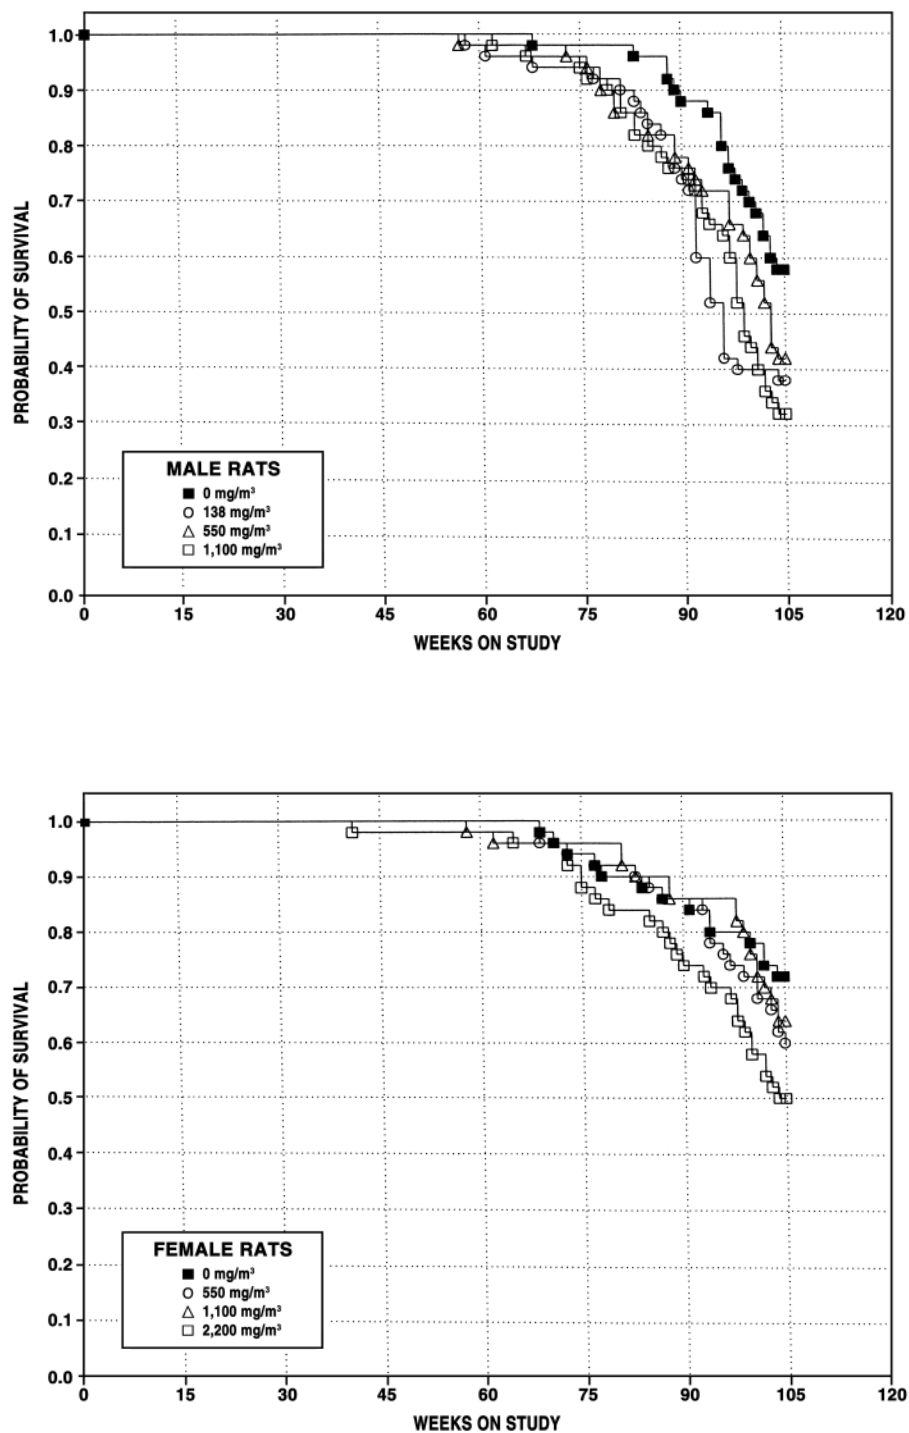 1.0
0.9
0.8
0.7
0.6
0.5
0.4
0.3
0.2
0.1
0.0
PROBABILITY OF SURVIVAL
MALE RATS
0 mg/m³
138 mg/m³
550 mg/m³
1,100 mg/m³
0 15 30 45 60 75 90 105 120
WEEKS ON STUDY
1.0
0.9
0.8
0.7
0.6
0.5
0.4
0.3
0.2
0.1
0.0
PROBABILITY OF SURVIVAL
FEMALE RATS
0 mg/m³
550 mg/m³
1,100 mg/m³
2,200 mg/m³
0 15 30 45 60 75 90 105 120
WEEKS ON STUDY